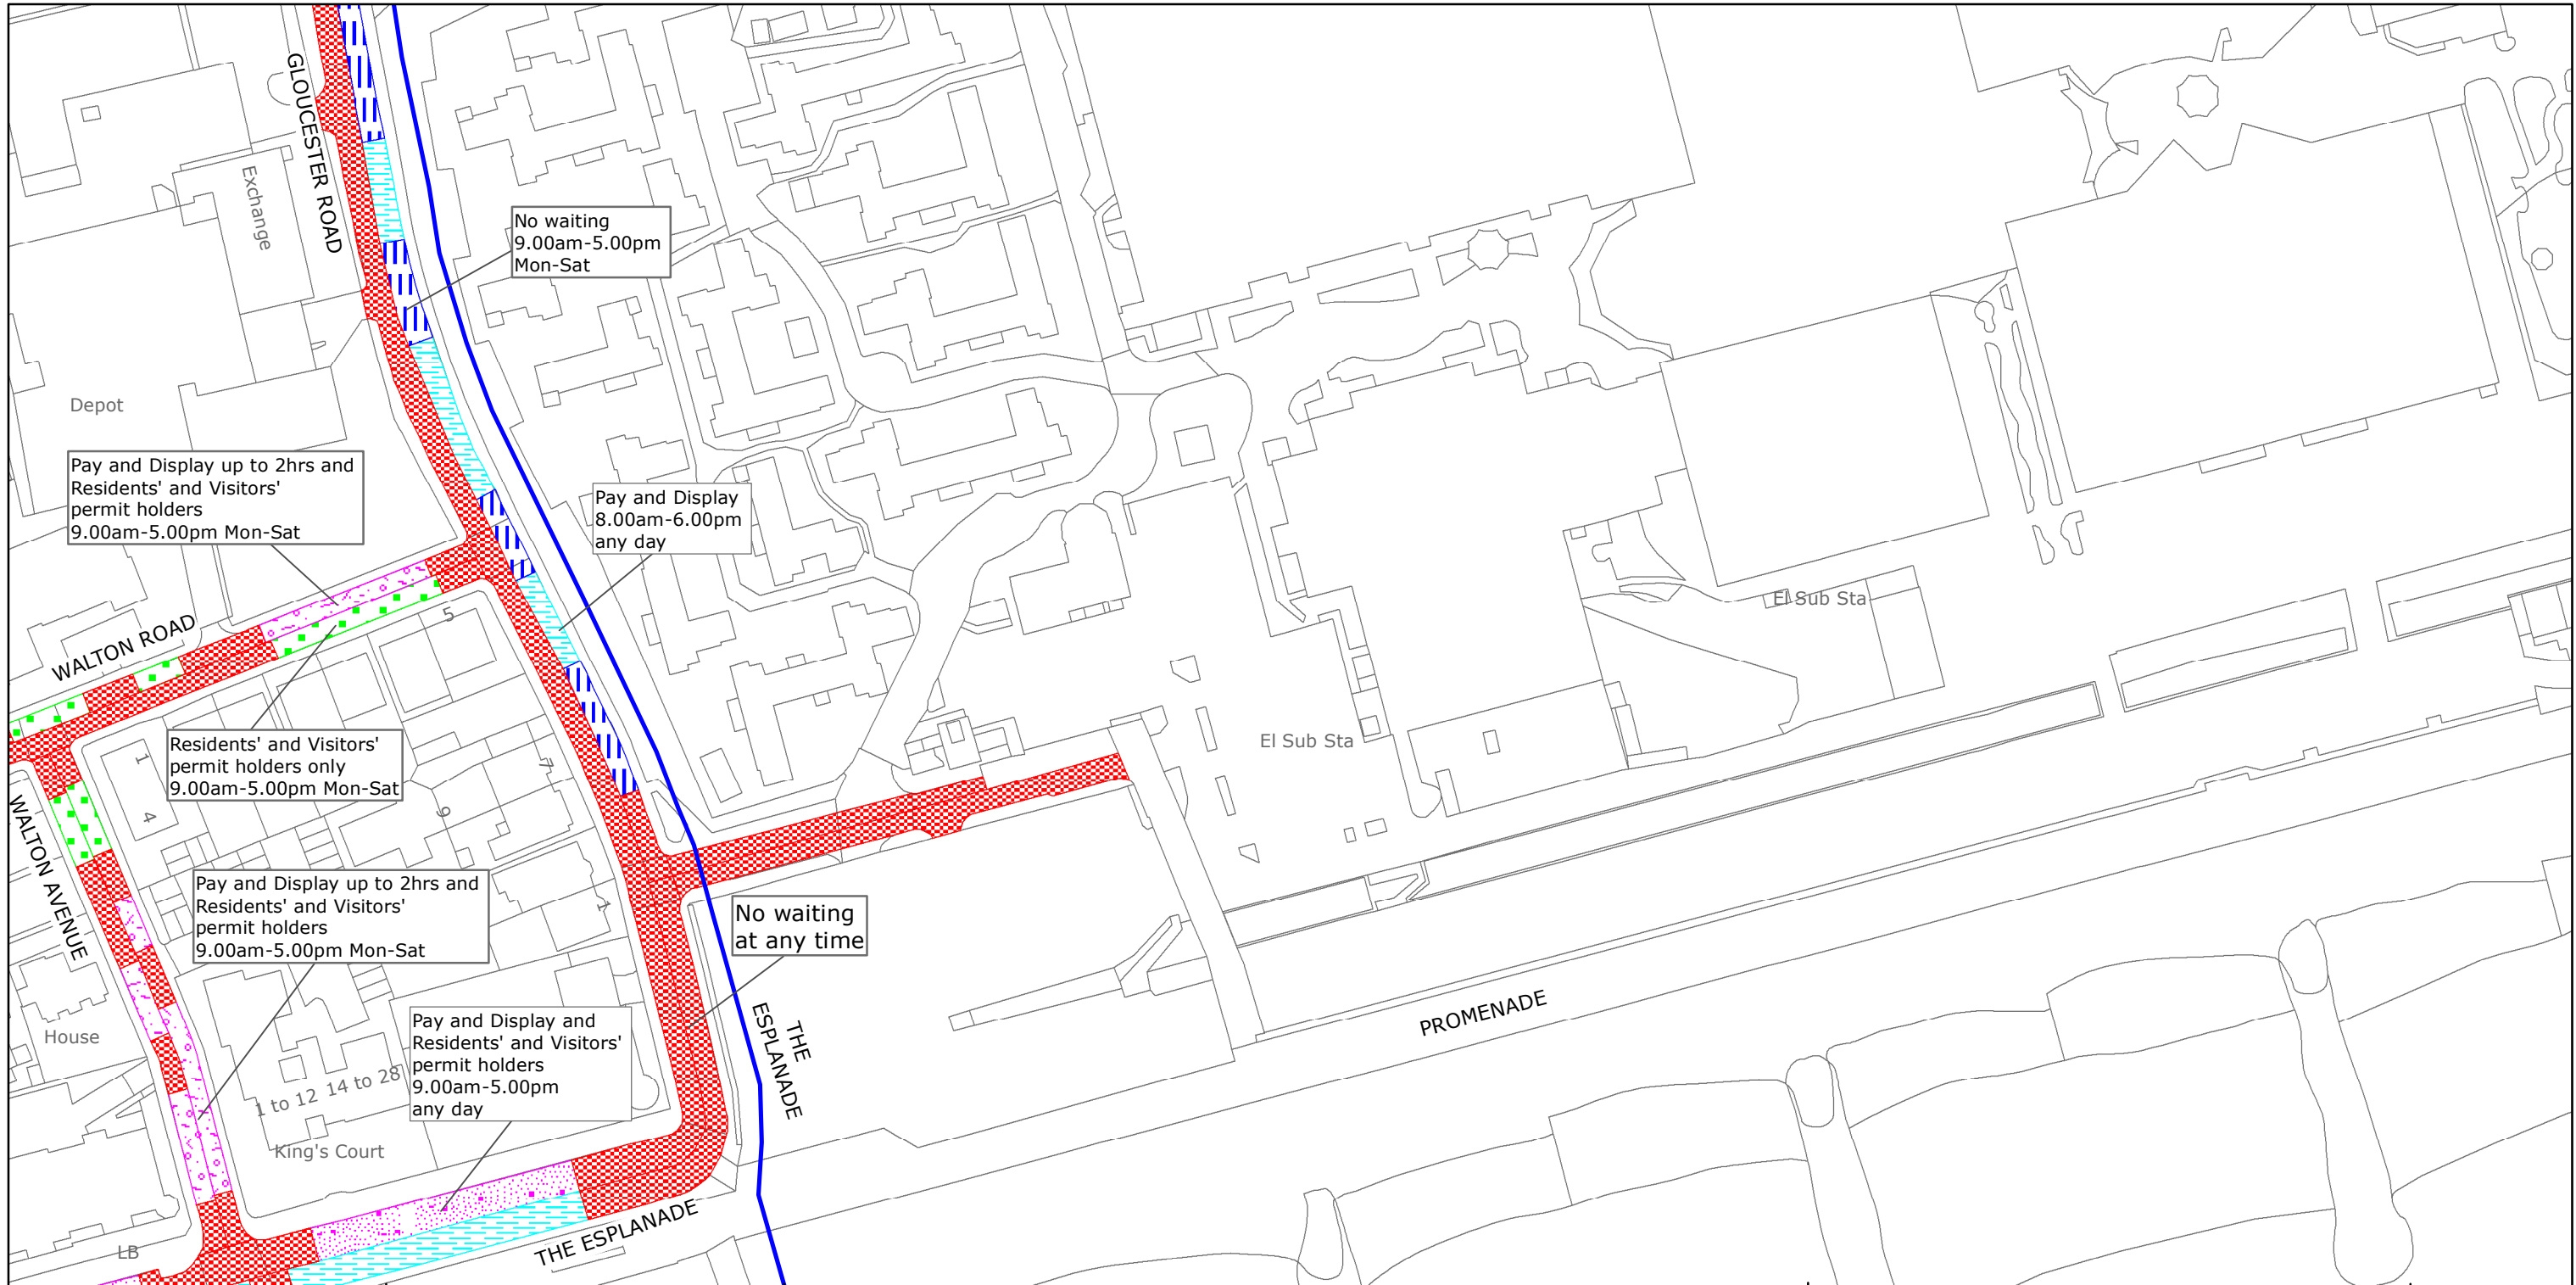 GLOUCESTER ROAD
Exchange
No waiting
9.00am-5.00pm
Mon-Sat
Depot
Pay and Display up to 2hrs and
Residents' and Visitors'
permit holders
9.00am-5.00pm Mon-Sat
Pay and Display
8.00am-6.00pm
any day
El Sub Sta
5
WALTON ROAD
El Sub Sta
Residents' and Visitors'
permit holders only
9.00am-5.00pm Mon-Sat
1
4
7
9
1
WALTON AVENUE
Pay and Display up to 2hrs and
Residents' and Visitors'
permit holders
9.00am-5.00pm Mon-Sat
No waiting
at any time
House
Pay and Display and
Residents' and Visitors'
permit holders
9.00am-5.00pm
any day
THE
ESPLANADE
PROMENADE
1 to 12
14 to 28
King's Court
THE ESPLANADE
LB